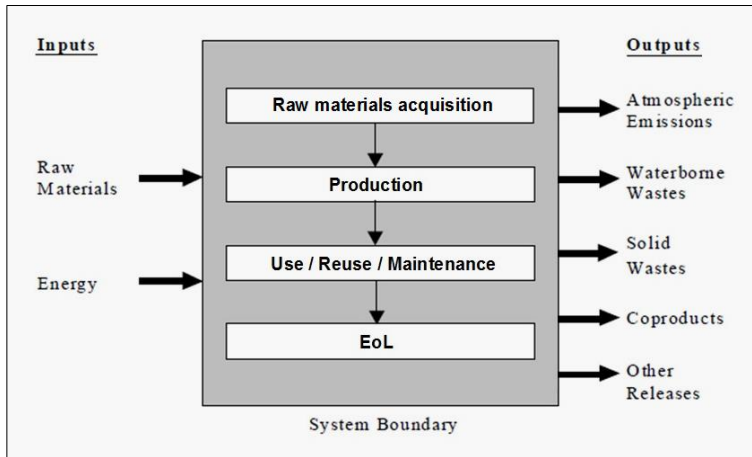 Inputs
Outputs
Raw materials acquisition
Atmospheric
Emissions
Raw
Materials
Production
Waterborne
Wastes
Use / Reuse / Maintenance
Solid
Wastes
Energy
EoL
Coproducts
Other
Releases
System Boundary